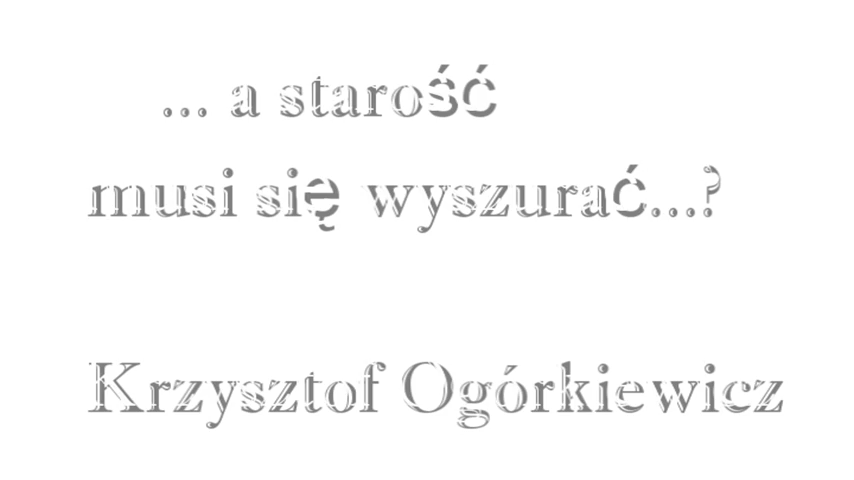 ... a starość
musi się wyszurać...?
Krzysztof Ogórkiewicz